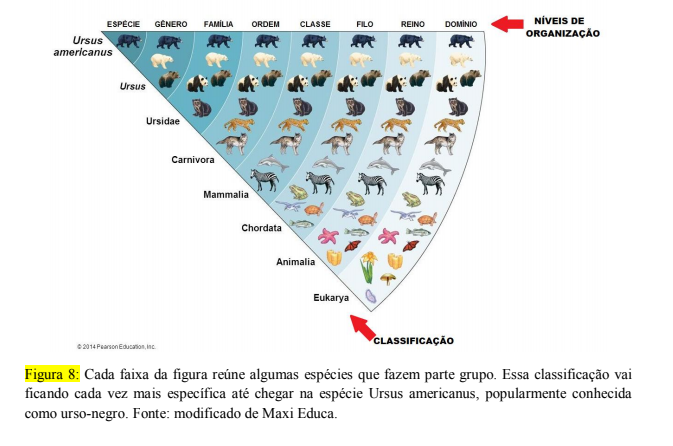 ESPÉCIE GÊNERO FAMÍLIA ORDEM CLASSE FILO REINO DOMÍNIO
NÍVEIS DE
ORGANIZAÇÃO
Ursus
americanus
Ursus
Ursidae
Carnivora
Mammalia
Chordata
Animalia
Eukarya
CLASSIFICAÇÃO
© 2014 Pearson Education, Inc.
Figura 8: Cada faixa da figura reúne algumas espécies que fazem parte grupo. Essa classificação vai
ficando cada vez mais específica até chegar na espécie Ursus americanus, popularmente conhecida
como urso-negro. Fonte: modificado de Maxi Educa.